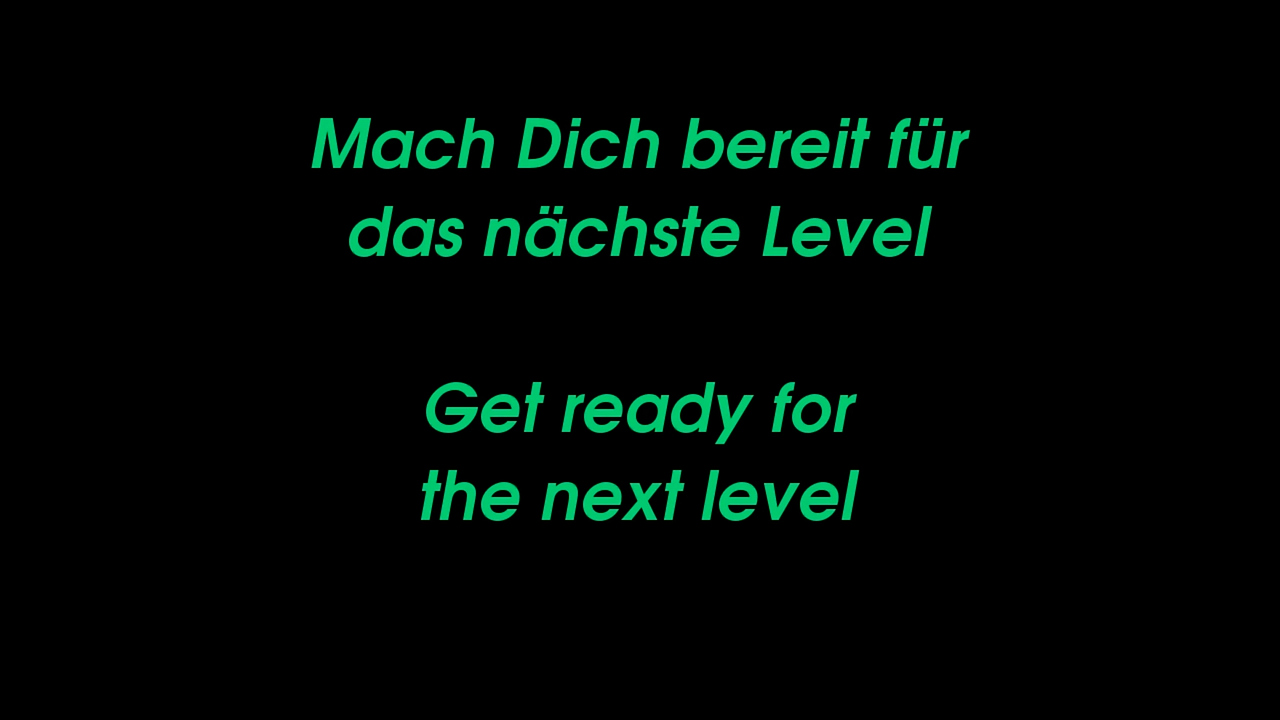 Mach Dich bereit für
das nächste Level
Get ready for
the next level